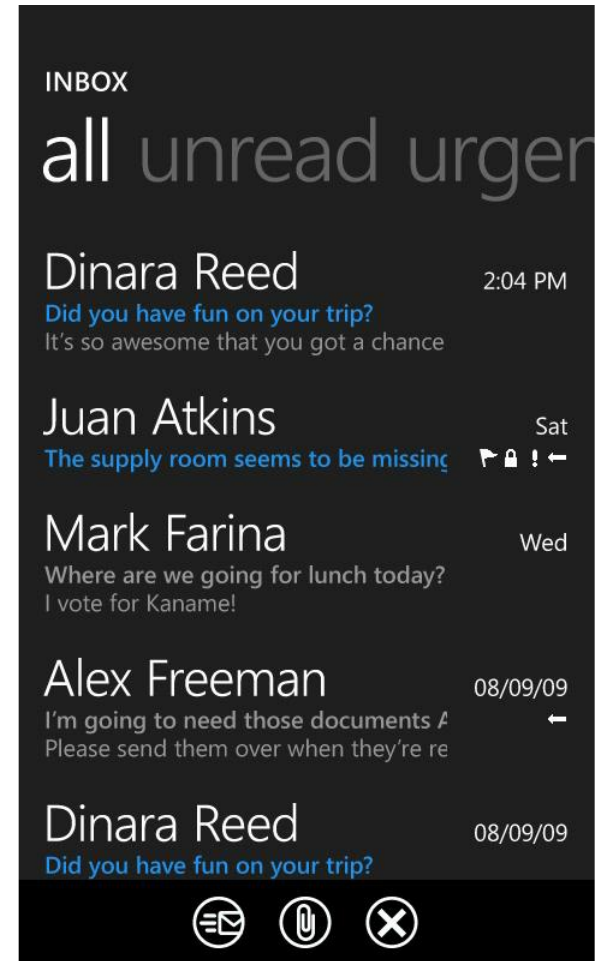 INBOX
all unread urgen
Dinara Reed 2:04 PM
Did you have fun on your trip?
It's so awesome that you got a chance
Juan Atkins Sat
The supply room seems to be missing
Mark Farina Wed
Where are we going for lunch today?
I vote for Kaname!
Alex Freeman 08/09/09
I'm going to need those documents A
Please send them over when they're re
Dinara Reed 08/09/09
Did you have fun on your trip?